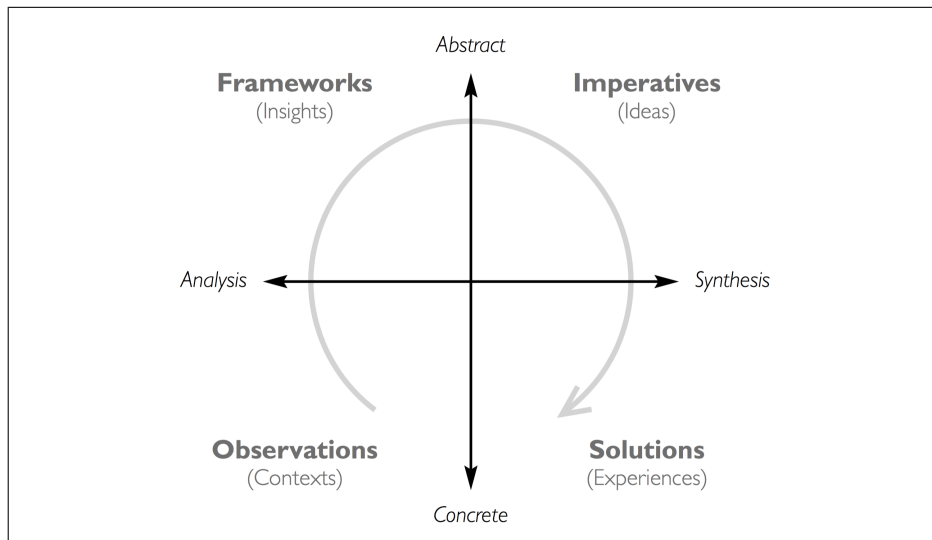 Abstract
Frameworks
(Insights)
Imperatives
(Ideas)
Analysis
Synthesis
Observations
(Contexts)
Solutions
(Experiences)
Concrete